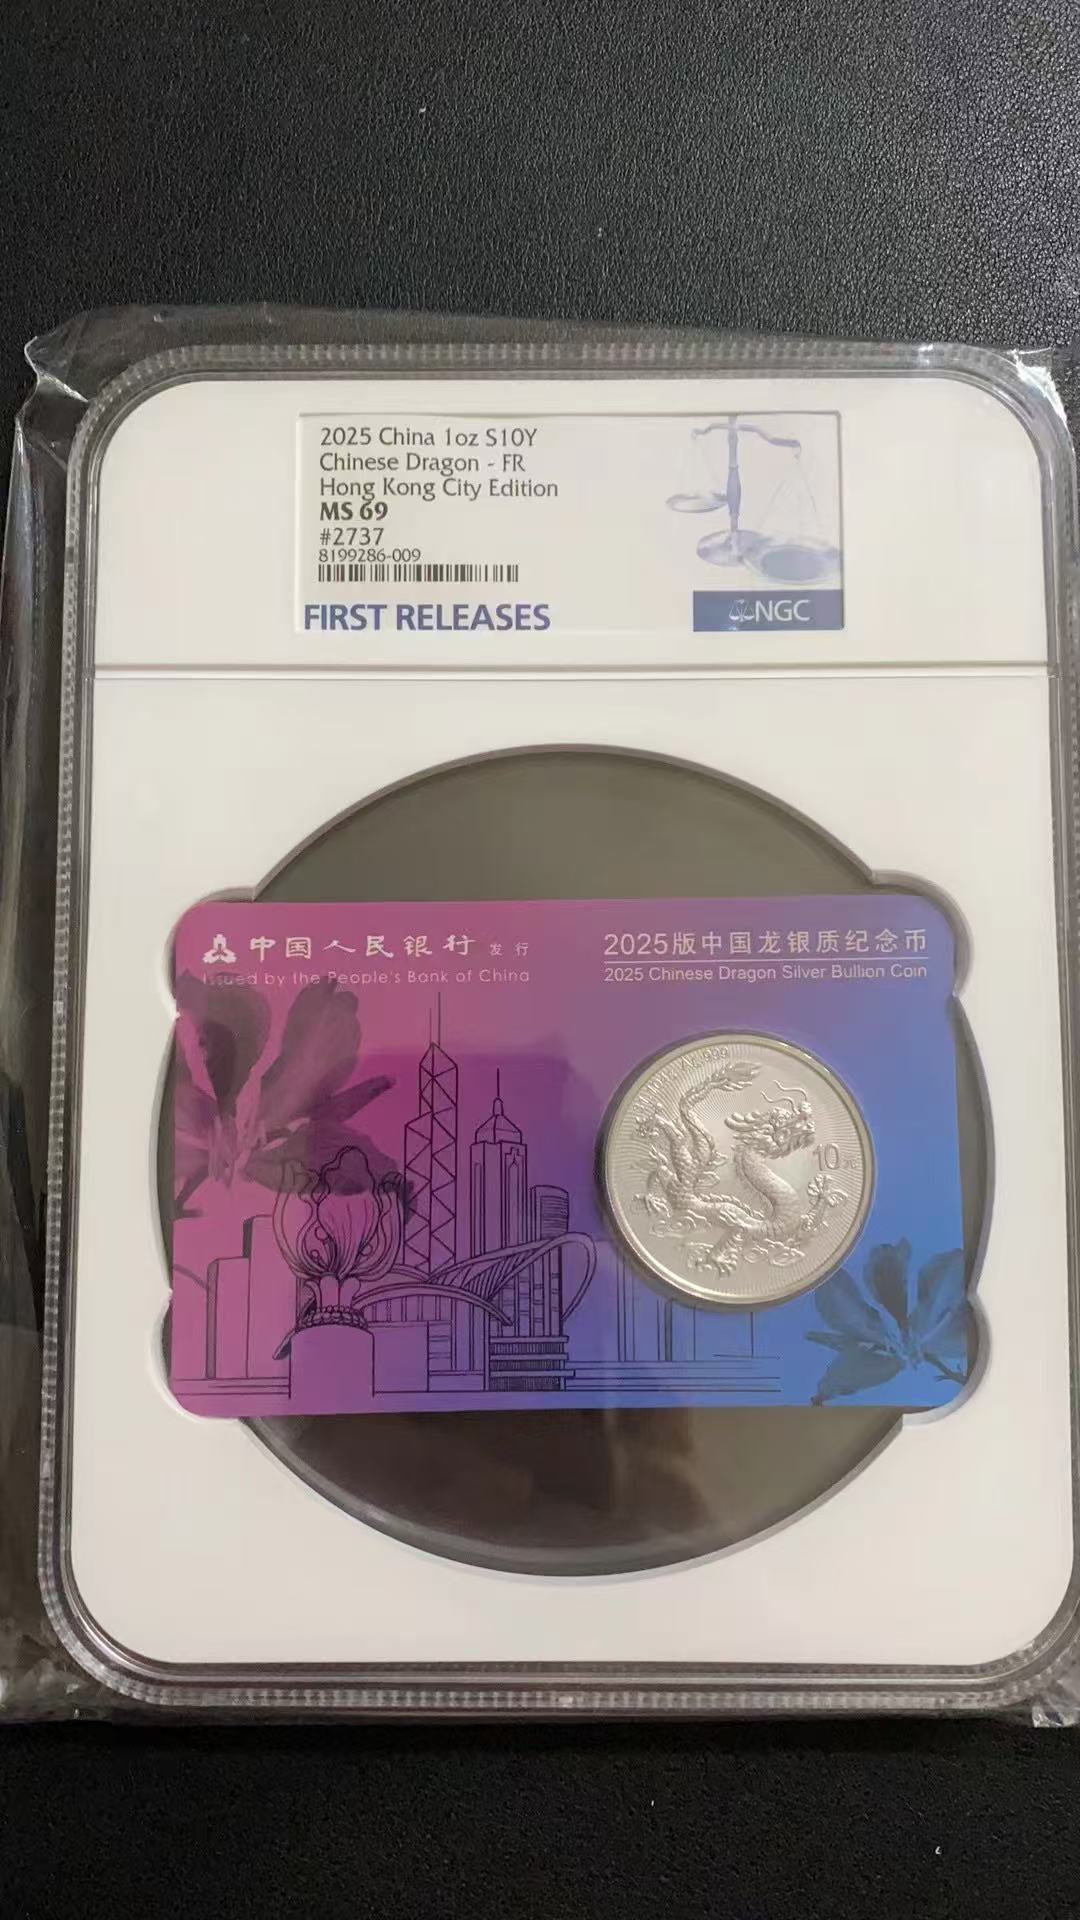 2025 China 1oz S10Y
Chinese Dragon - FR
Hong Kong City Edition
MS 69
#2737
8199286-009
FIRST RELEASES
NGC
中国人民银行 发行
Issued by the People's Bank of China
2025版中国龙银质纪念币
2025 Chinese Dragon Silver Bullion Coin
999
10元